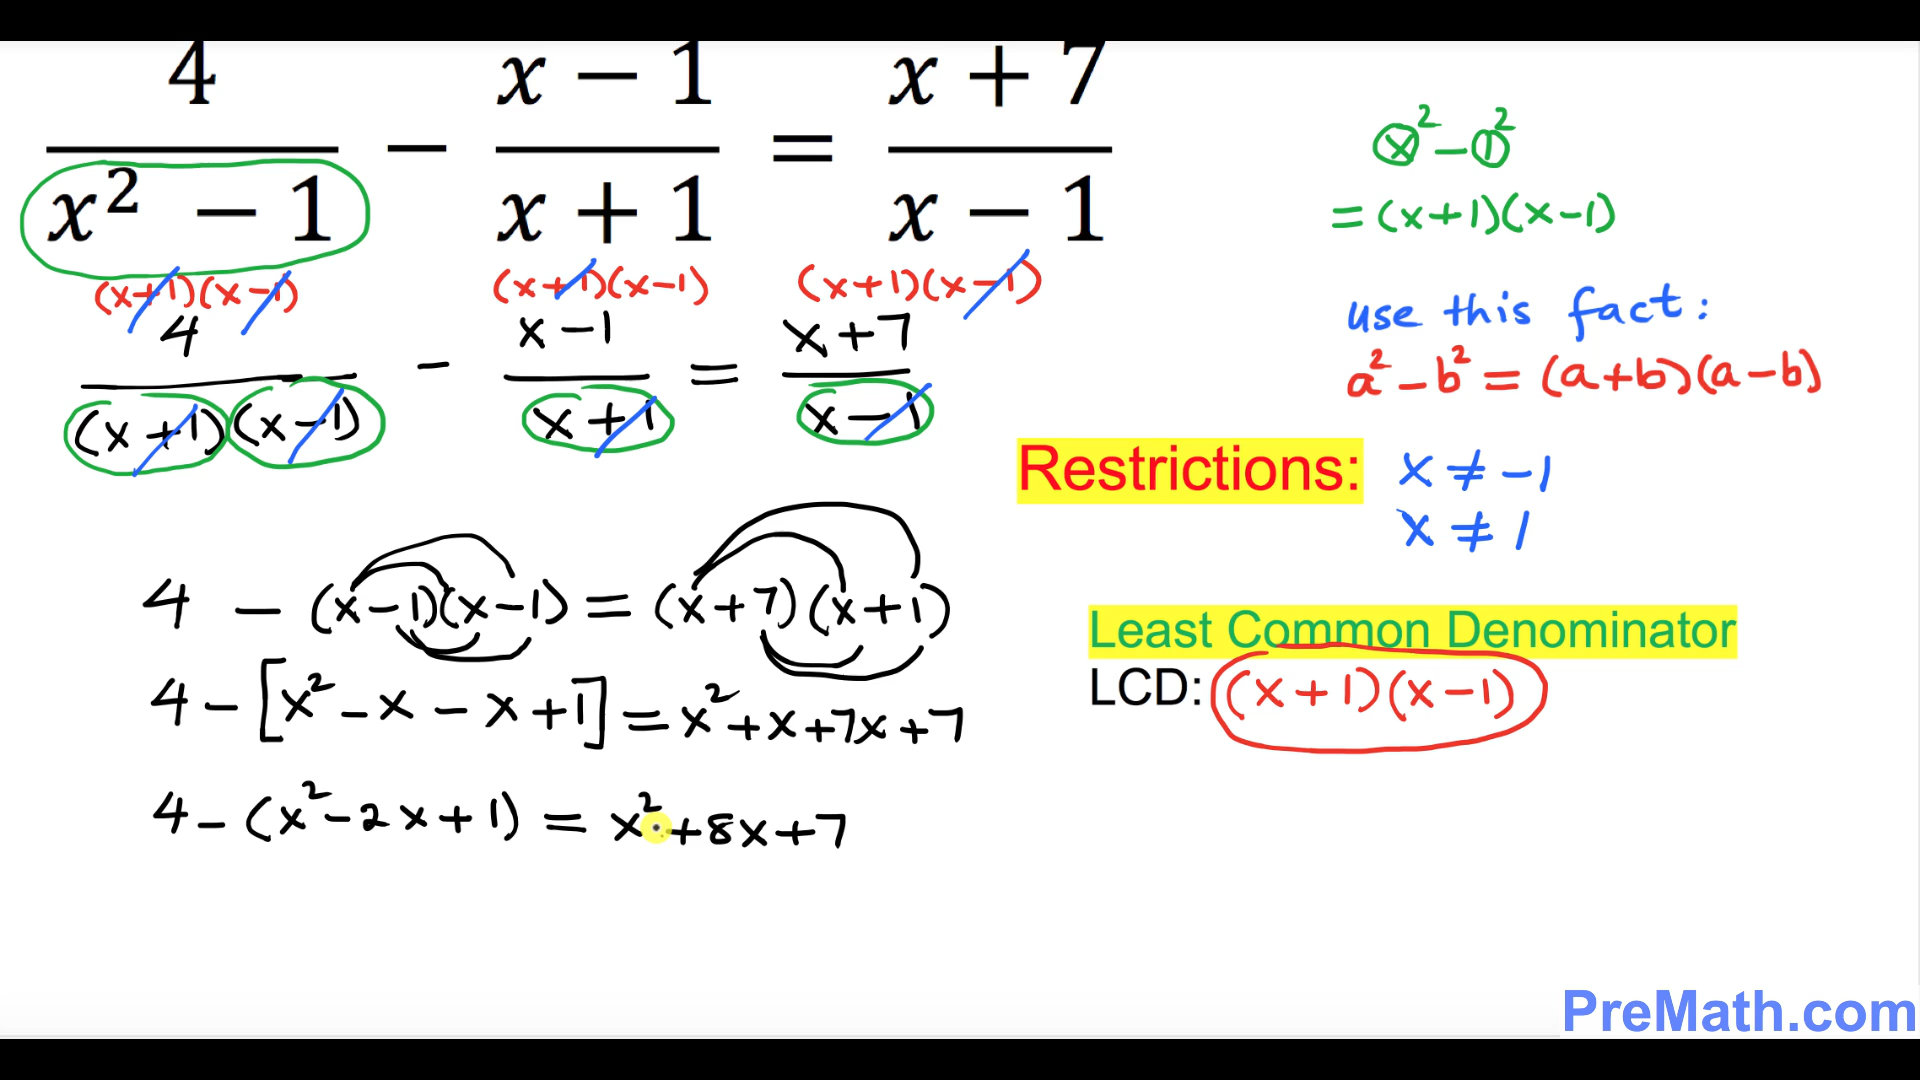 4/(x² − 1) − (x − 1)/(x + 1) = (x + 7)/(x − 1)
(x+1)(x−1) (x+1)(x−1) (x+1)(x−1)
4/((x+1)(x−1)) − (x−1)/(x+1) = (x+7)/(x−1)
4 − (x−1)(x−1) = (x+7)(x+1)
4 − [x² − x − x + 1] = x² + x + 7x + 7
4 − (x² − 2x + 1) = x² + 8x + 7
x² − 1²
= (x+1)(x−1)
use this fact:
a² − b² = (a+b)(a−b)
Restrictions: x ≠ −1
x ≠ 1
Least Common Denominator
LCD: (x+1)(x−1)
PreMath.com